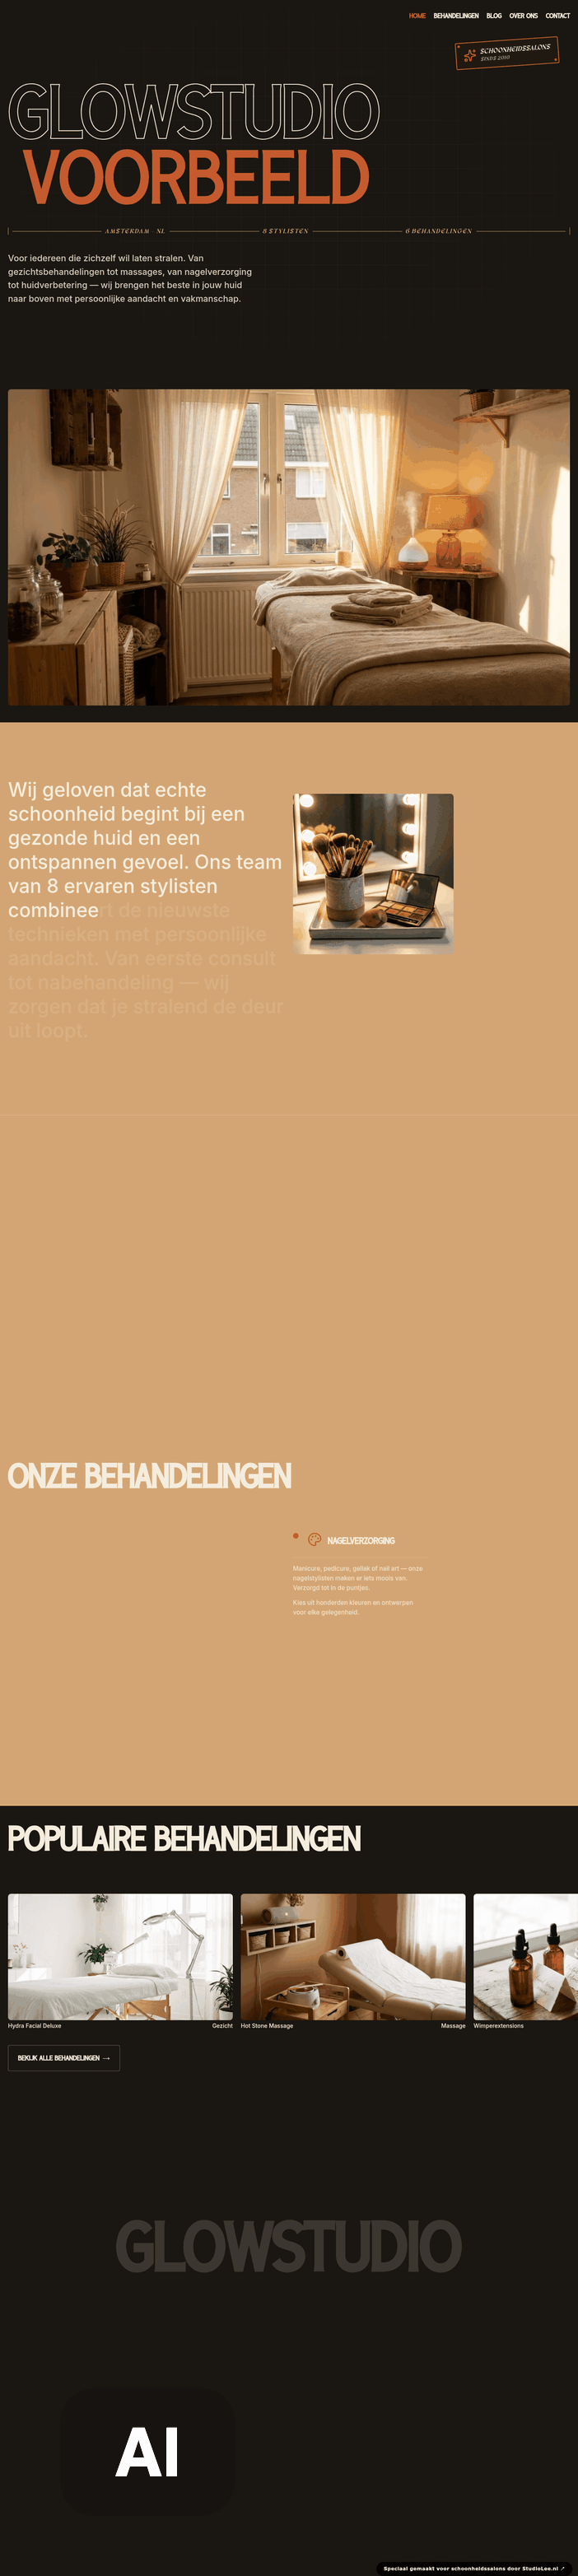 HOME BEHANDELINGEN BLOG OVER ONS CONTACT
SCHOONHEIDSSALONS
SINDS 2010
GLOWSTUDIO
VOORBEELD
AMSTERDAM · NL
8 STYLISTEN
6 BEHANDELINGEN
Voor iedereen die zichzelf wil laten stralen. Van
gezichtsbehandelingen tot massages, van nagelverzorging
tot huidverbetering — wij brengen het beste in jouw huid
naar boven met persoonlijke aandacht en vakmanschap.
Wij geloven dat echte
schoonheid begint bij een
gezonde huid en een
ontspannen gevoel. Ons team
van 8 ervaren stylisten
combineert de nieuwste
technieken met persoonlijke
aandacht. Van eerste consult
tot nabehandeling — wij
zorgen dat je stralend de deur
uit loopt.
ONZE BEHANDELINGEN
NAGELVERZORGING
Manicure, pedicure, gellak of nail art — onze
nagelstylisten maken er iets moois van.
Verzorgd tot in de puntjes.
Kies uit honderden kleuren en ontwerpen
voor elke gelegenheid.
POPULAIRE BEHANDELINGEN
Hydra Facial Deluxe Gezicht
Hot Stone Massage Massage
Wimperextensions
BEKIJK ALLE BEHANDELINGEN →
GLOWSTUDIO
AI
Speciaal gemaakt voor schoonheidssalons door StudioLeo.nl ↗